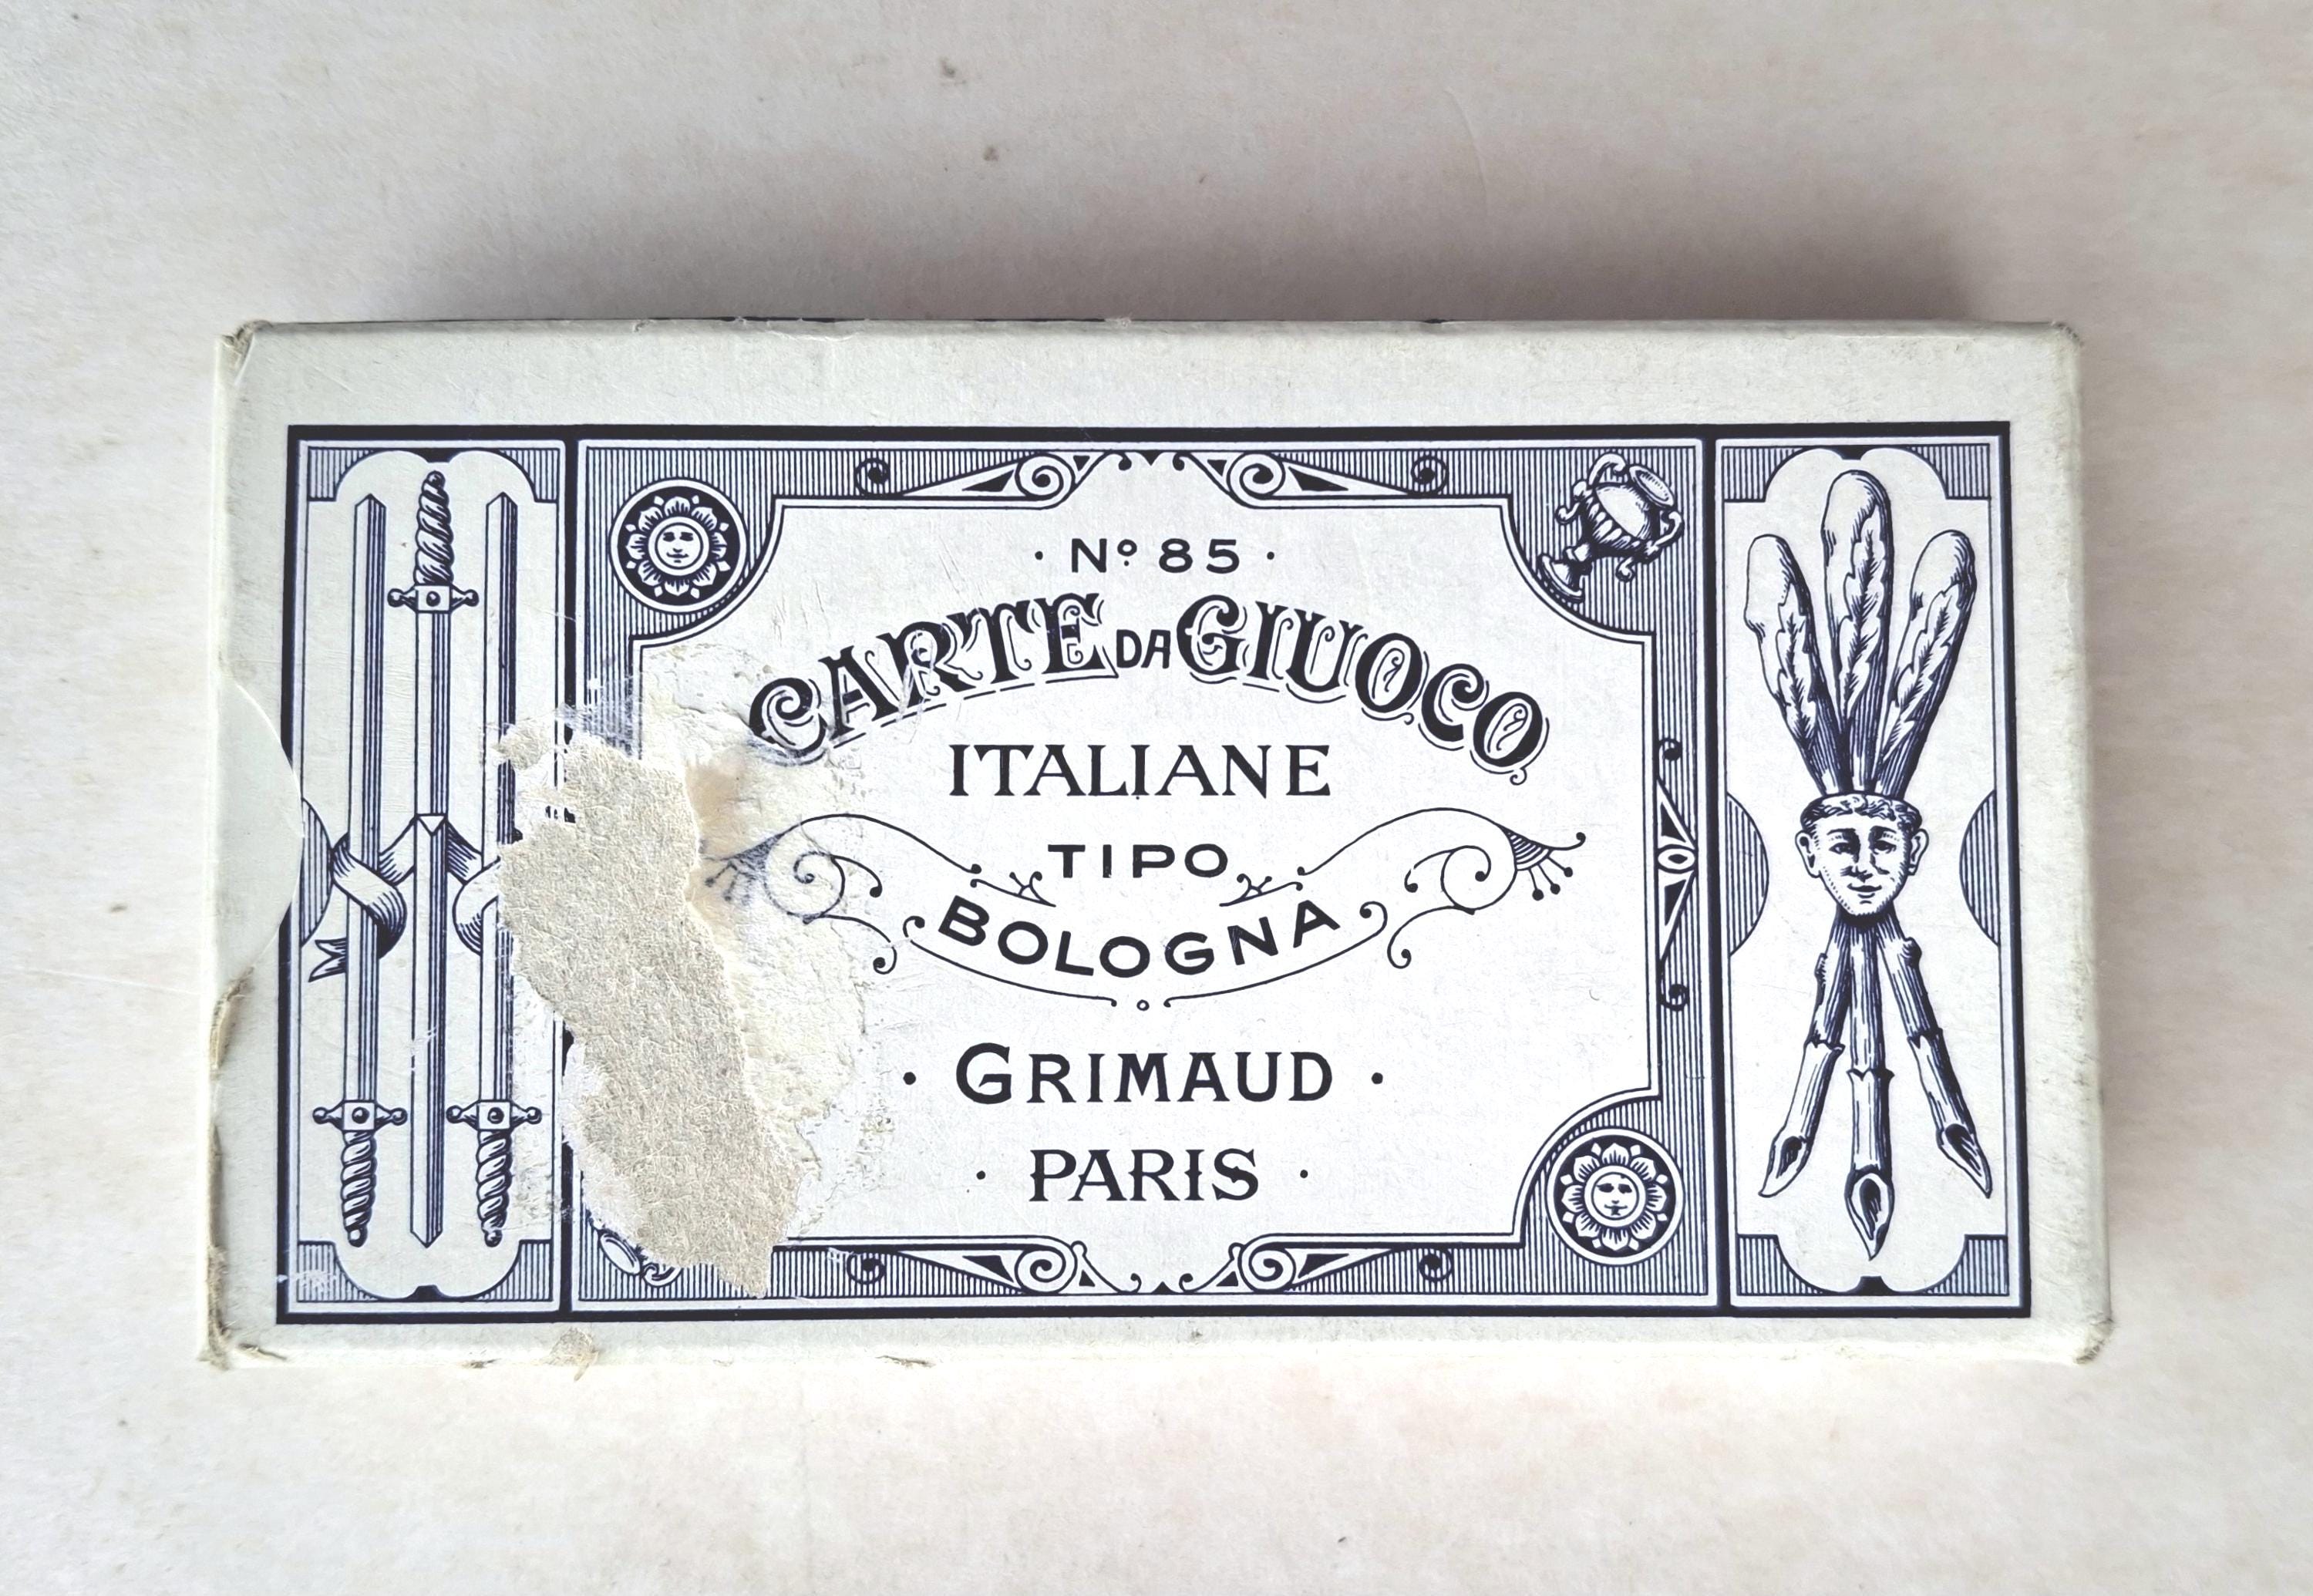 · Nº 85 ·
CARTE DA GIUOCO
ITALIANE
TIPO
BOLOGNA
· GRIMAUD ·
· PARIS ·